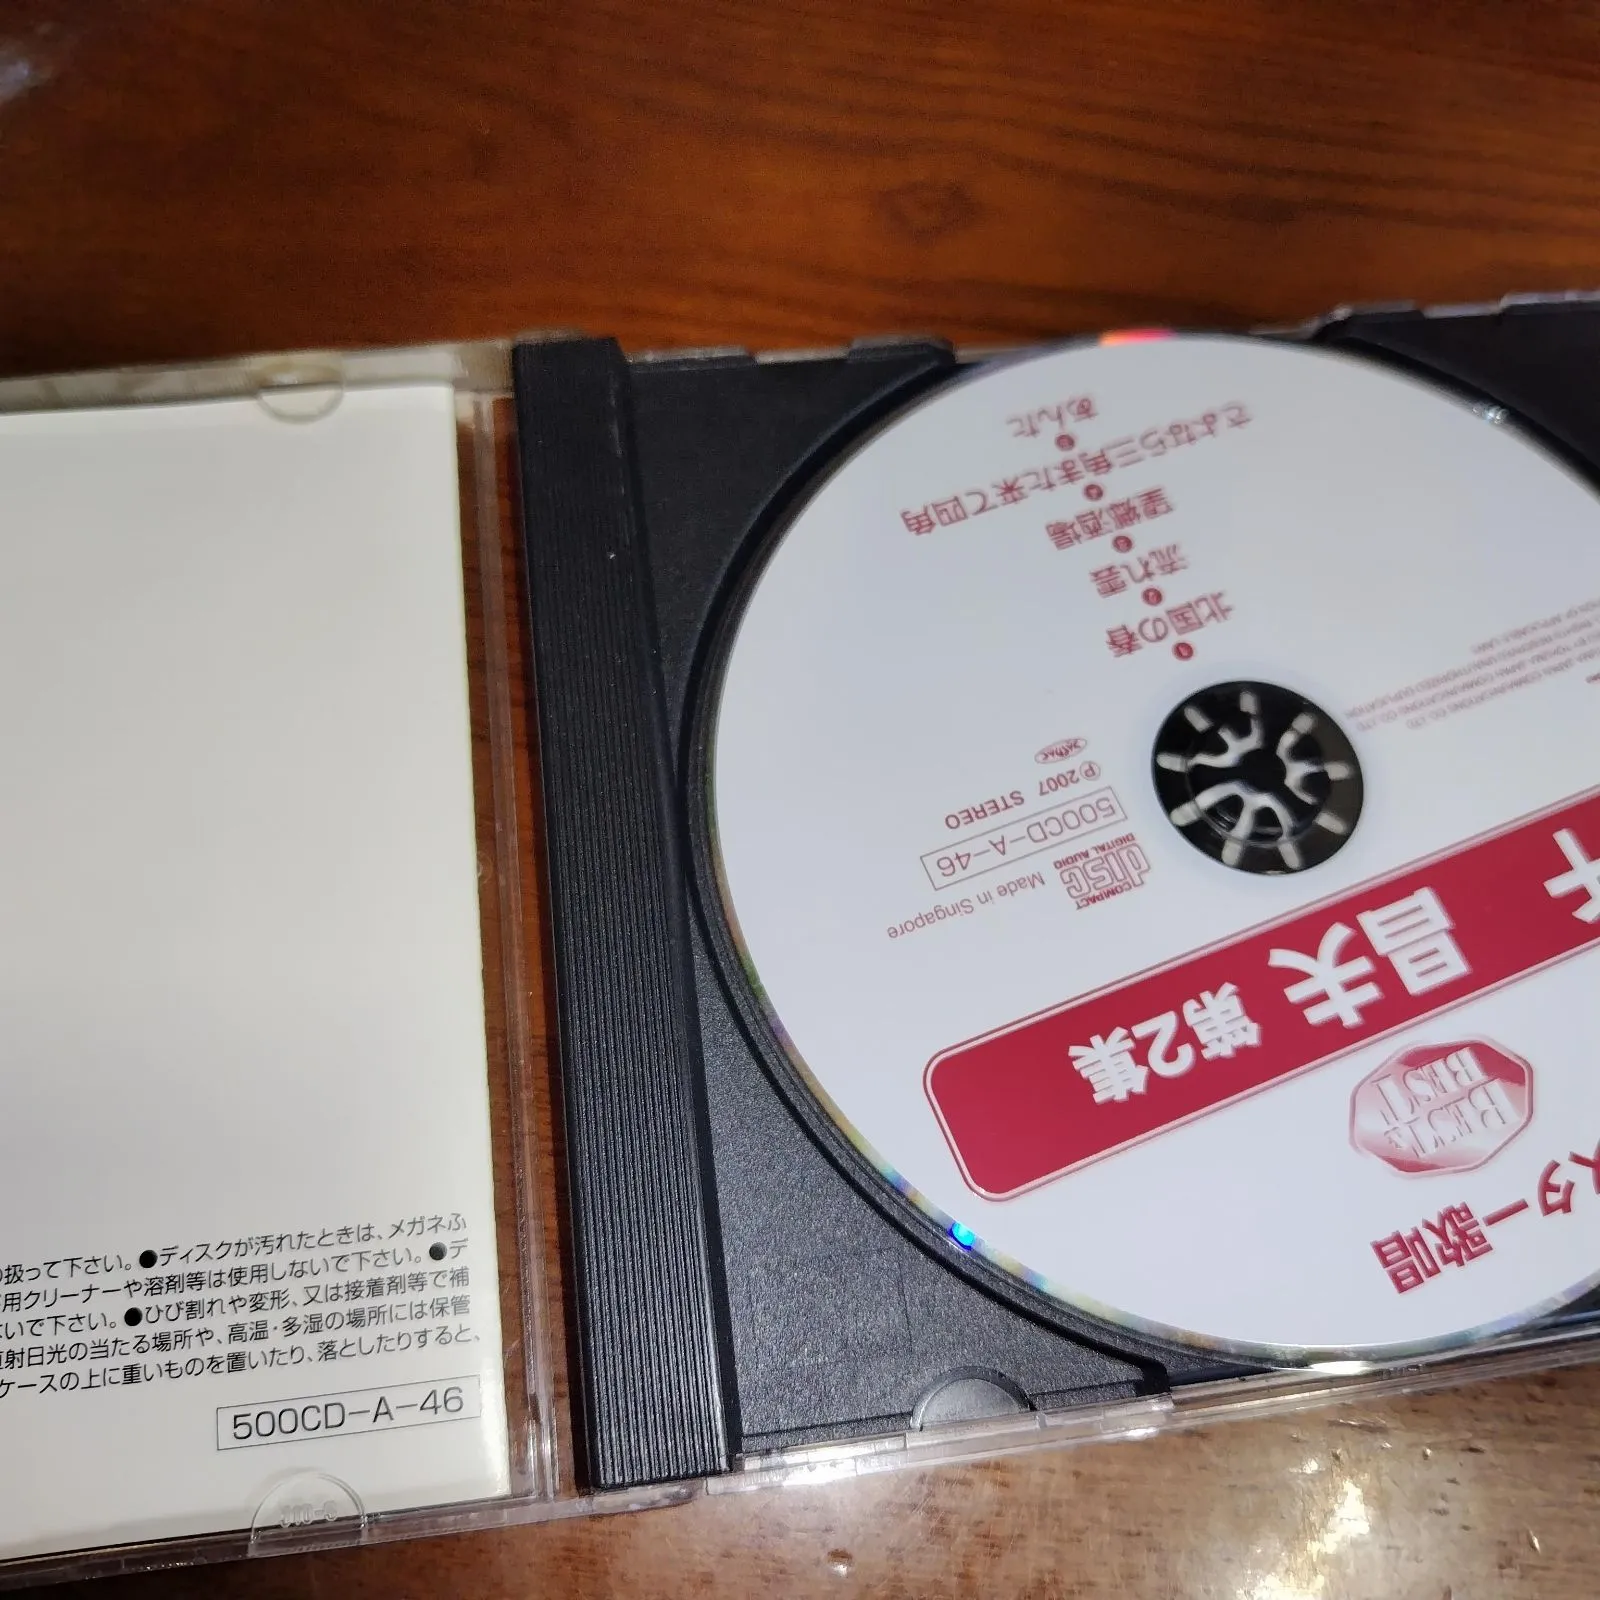 扱って下さい。●ディスクが汚れたときは、メガネふ
用クリーナーや溶剤等は使用しないで下さい。●デ
いで下さい。●ひび割れや変形、又は接着剤等で補
射日光の当たる場所や、高温・多湿の場所には保管
ケースの上に重いものを置いたり、落としたりすると、
500CD-A-46
スター歌唱
BEST & BEST
千 昌夫 第2集
COMPACT
disc
DIGITAL AUDIO
Made in Singapore
500CD-A-46
Ⓟ 2007 STEREO
JASRAC
1 北国の春
2 流れ雲
3 望郷酒場
4 さよなら三角また来て四角
5 あんた